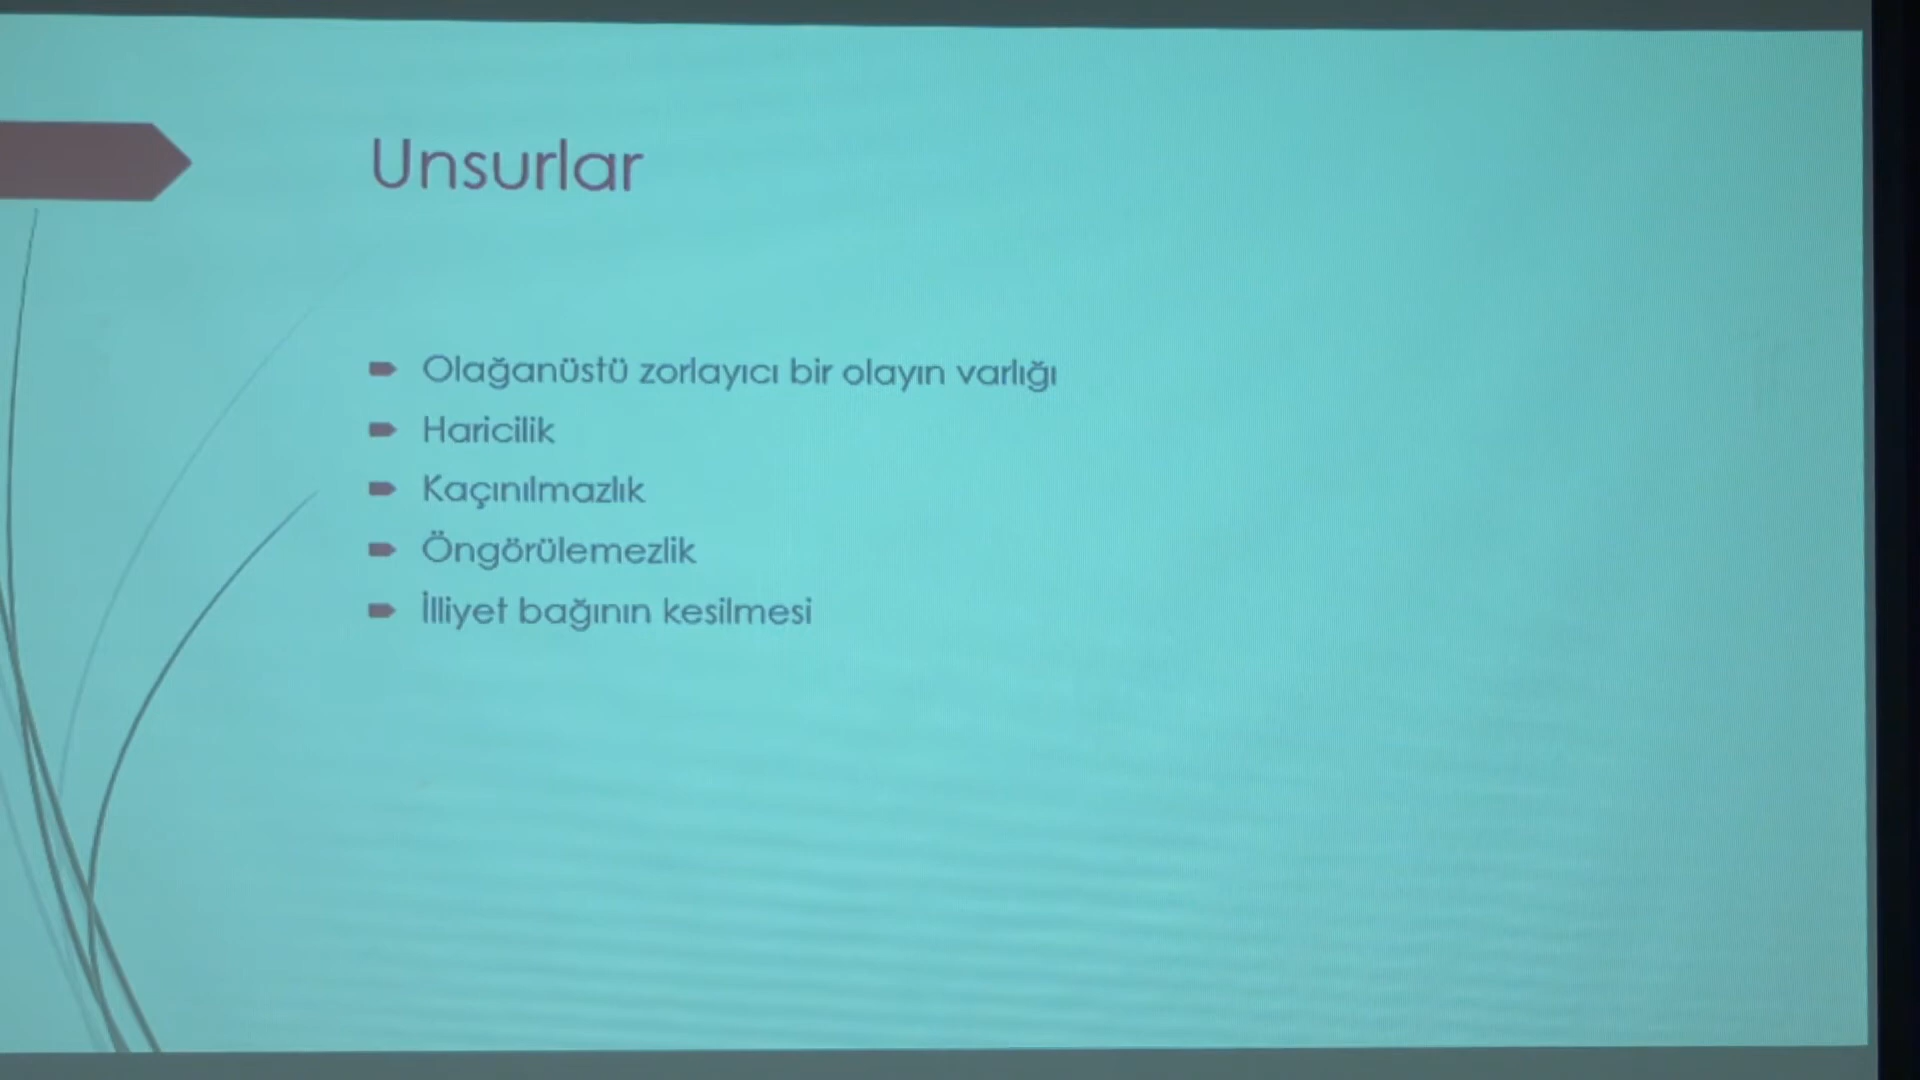 Unsurlar
Olağanüstü zorlayıcı bir olayın varlığı
Haricilik
Kaçınılmazlık
Öngörülemezlik
İlliyet bağının kesilmesi